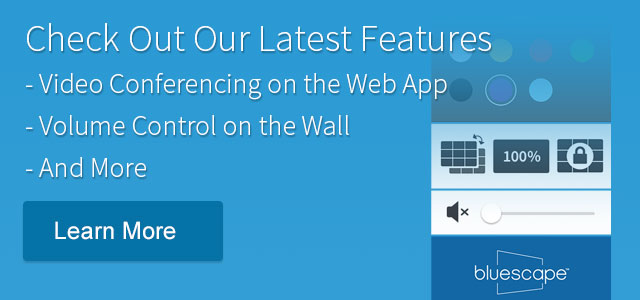 Check Out Our Latest Features
- Video Conferencing on the Web App
- Volume Control on the Wall
- And More
Learn More
100%
bluescape™